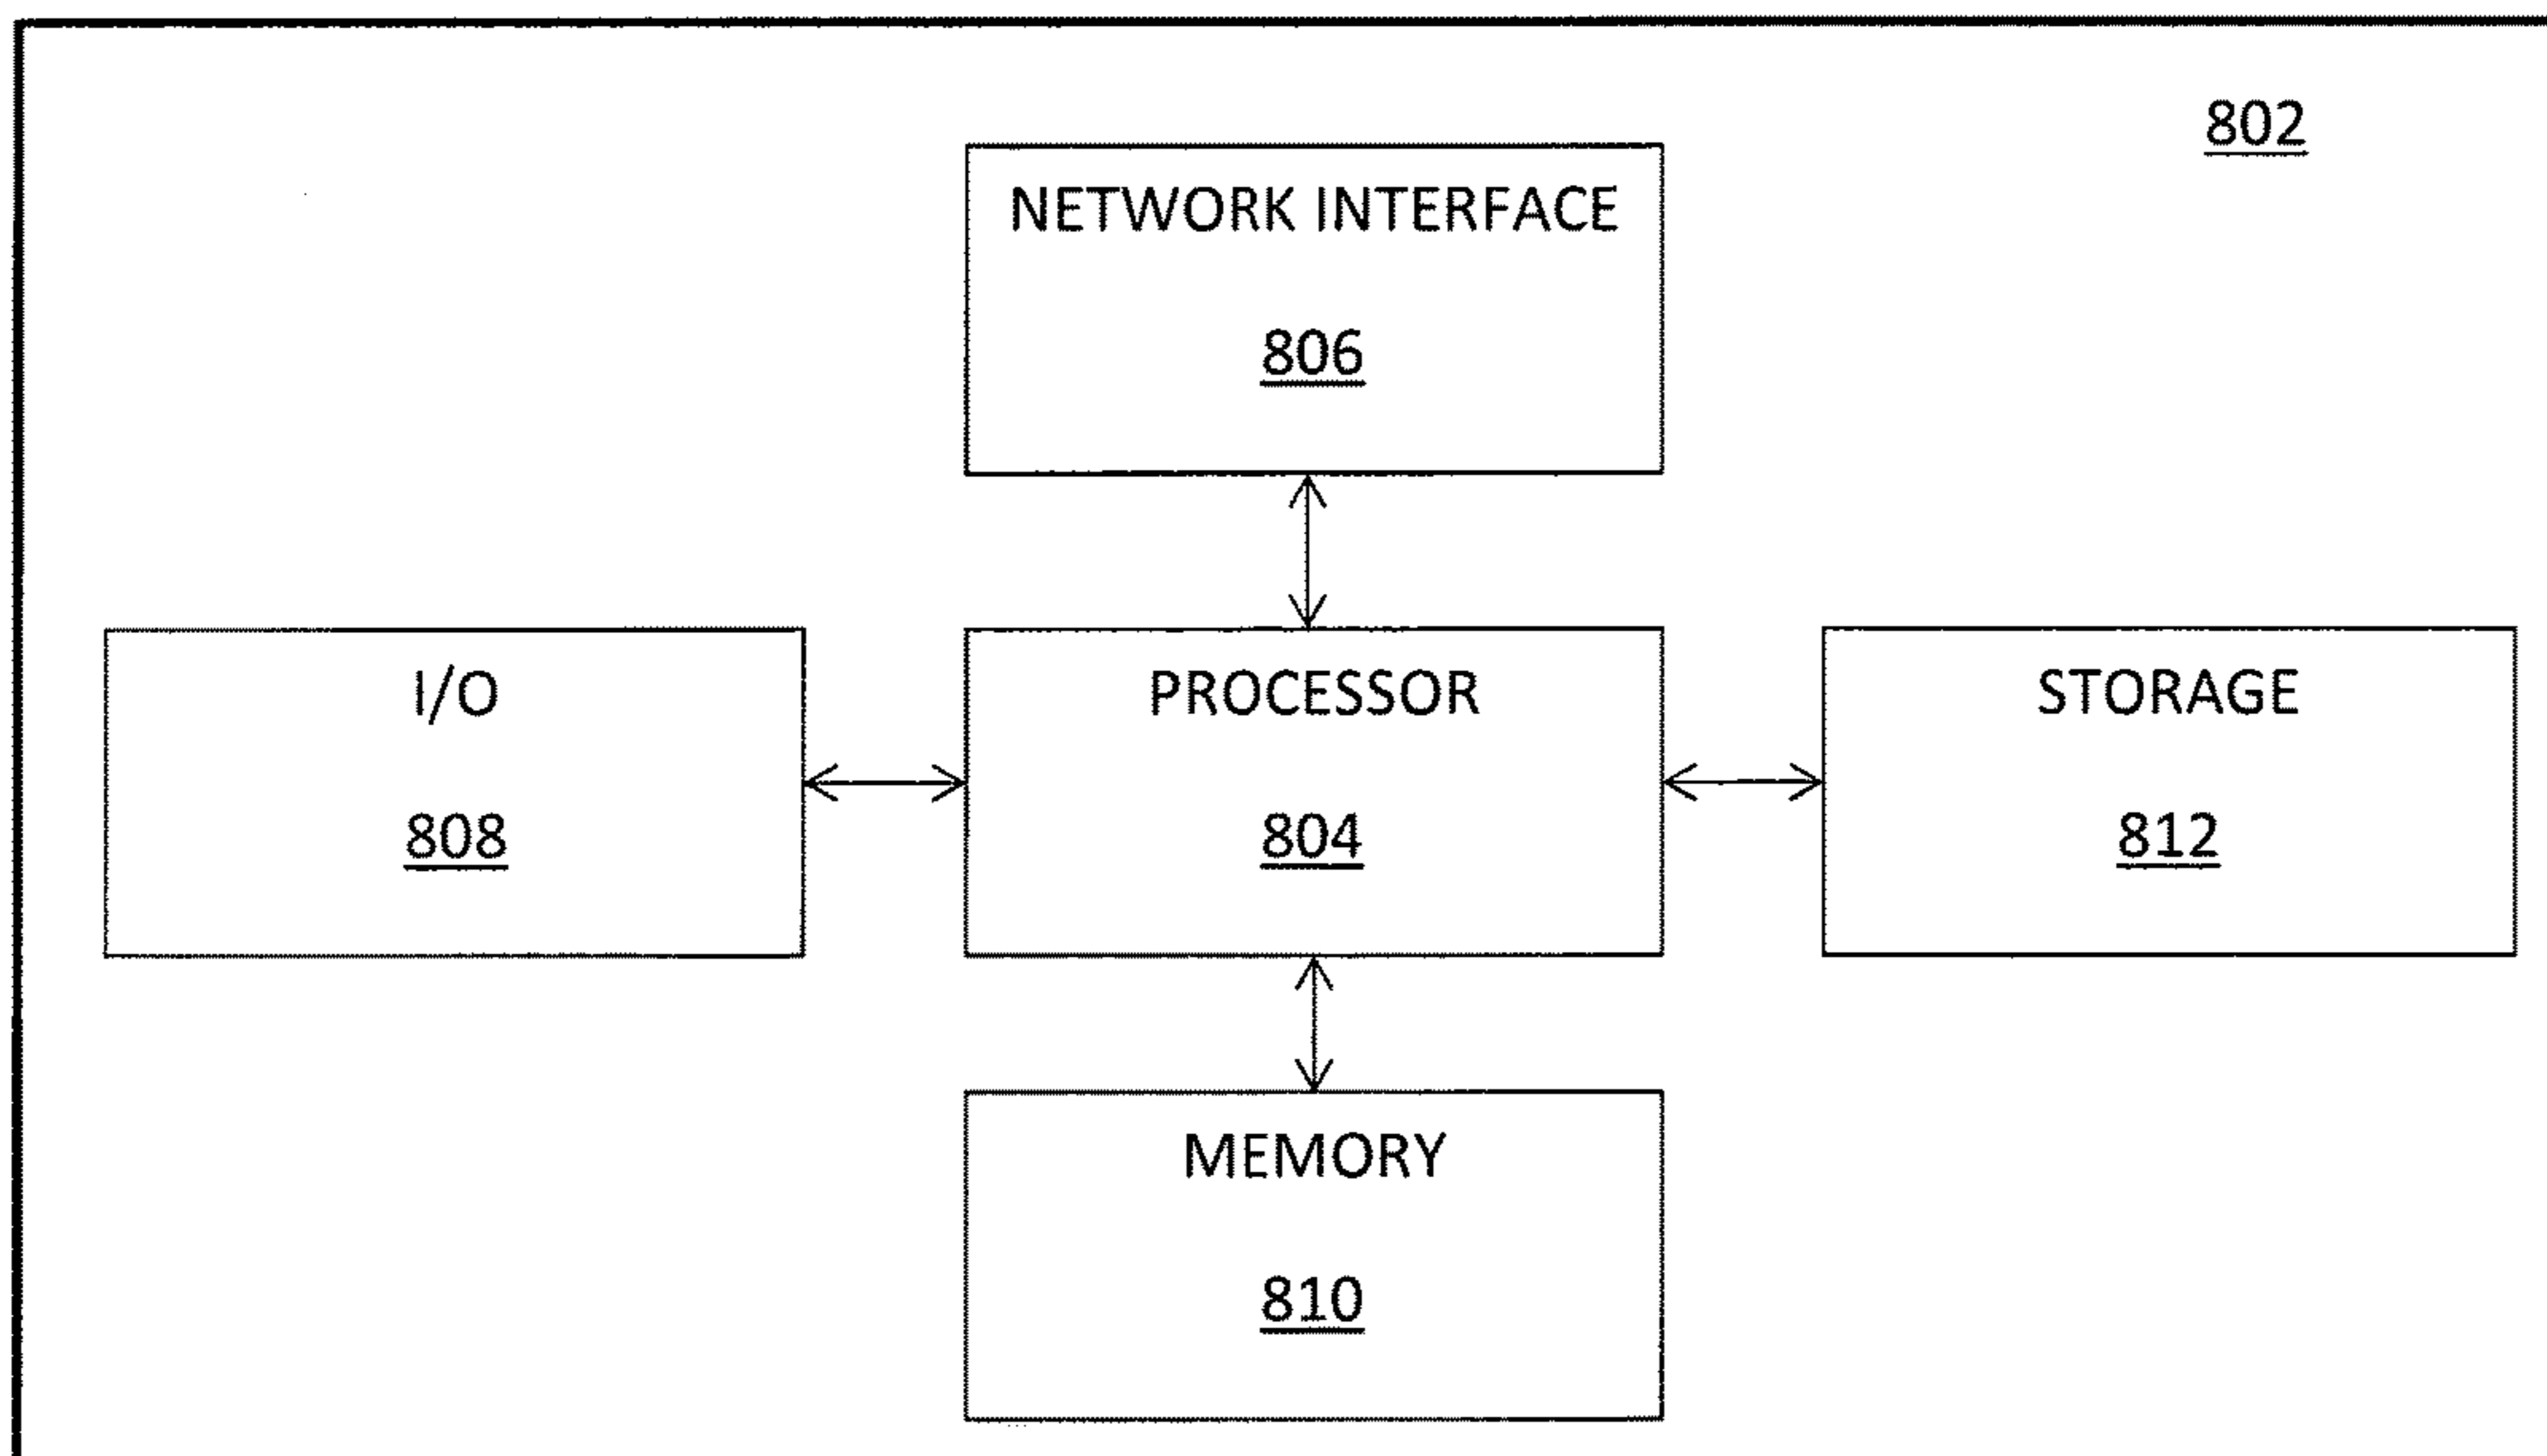 802
NETWORK INTERFACE
806
I/O
808
PROCESSOR
804
STORAGE
812
MEMORY
810